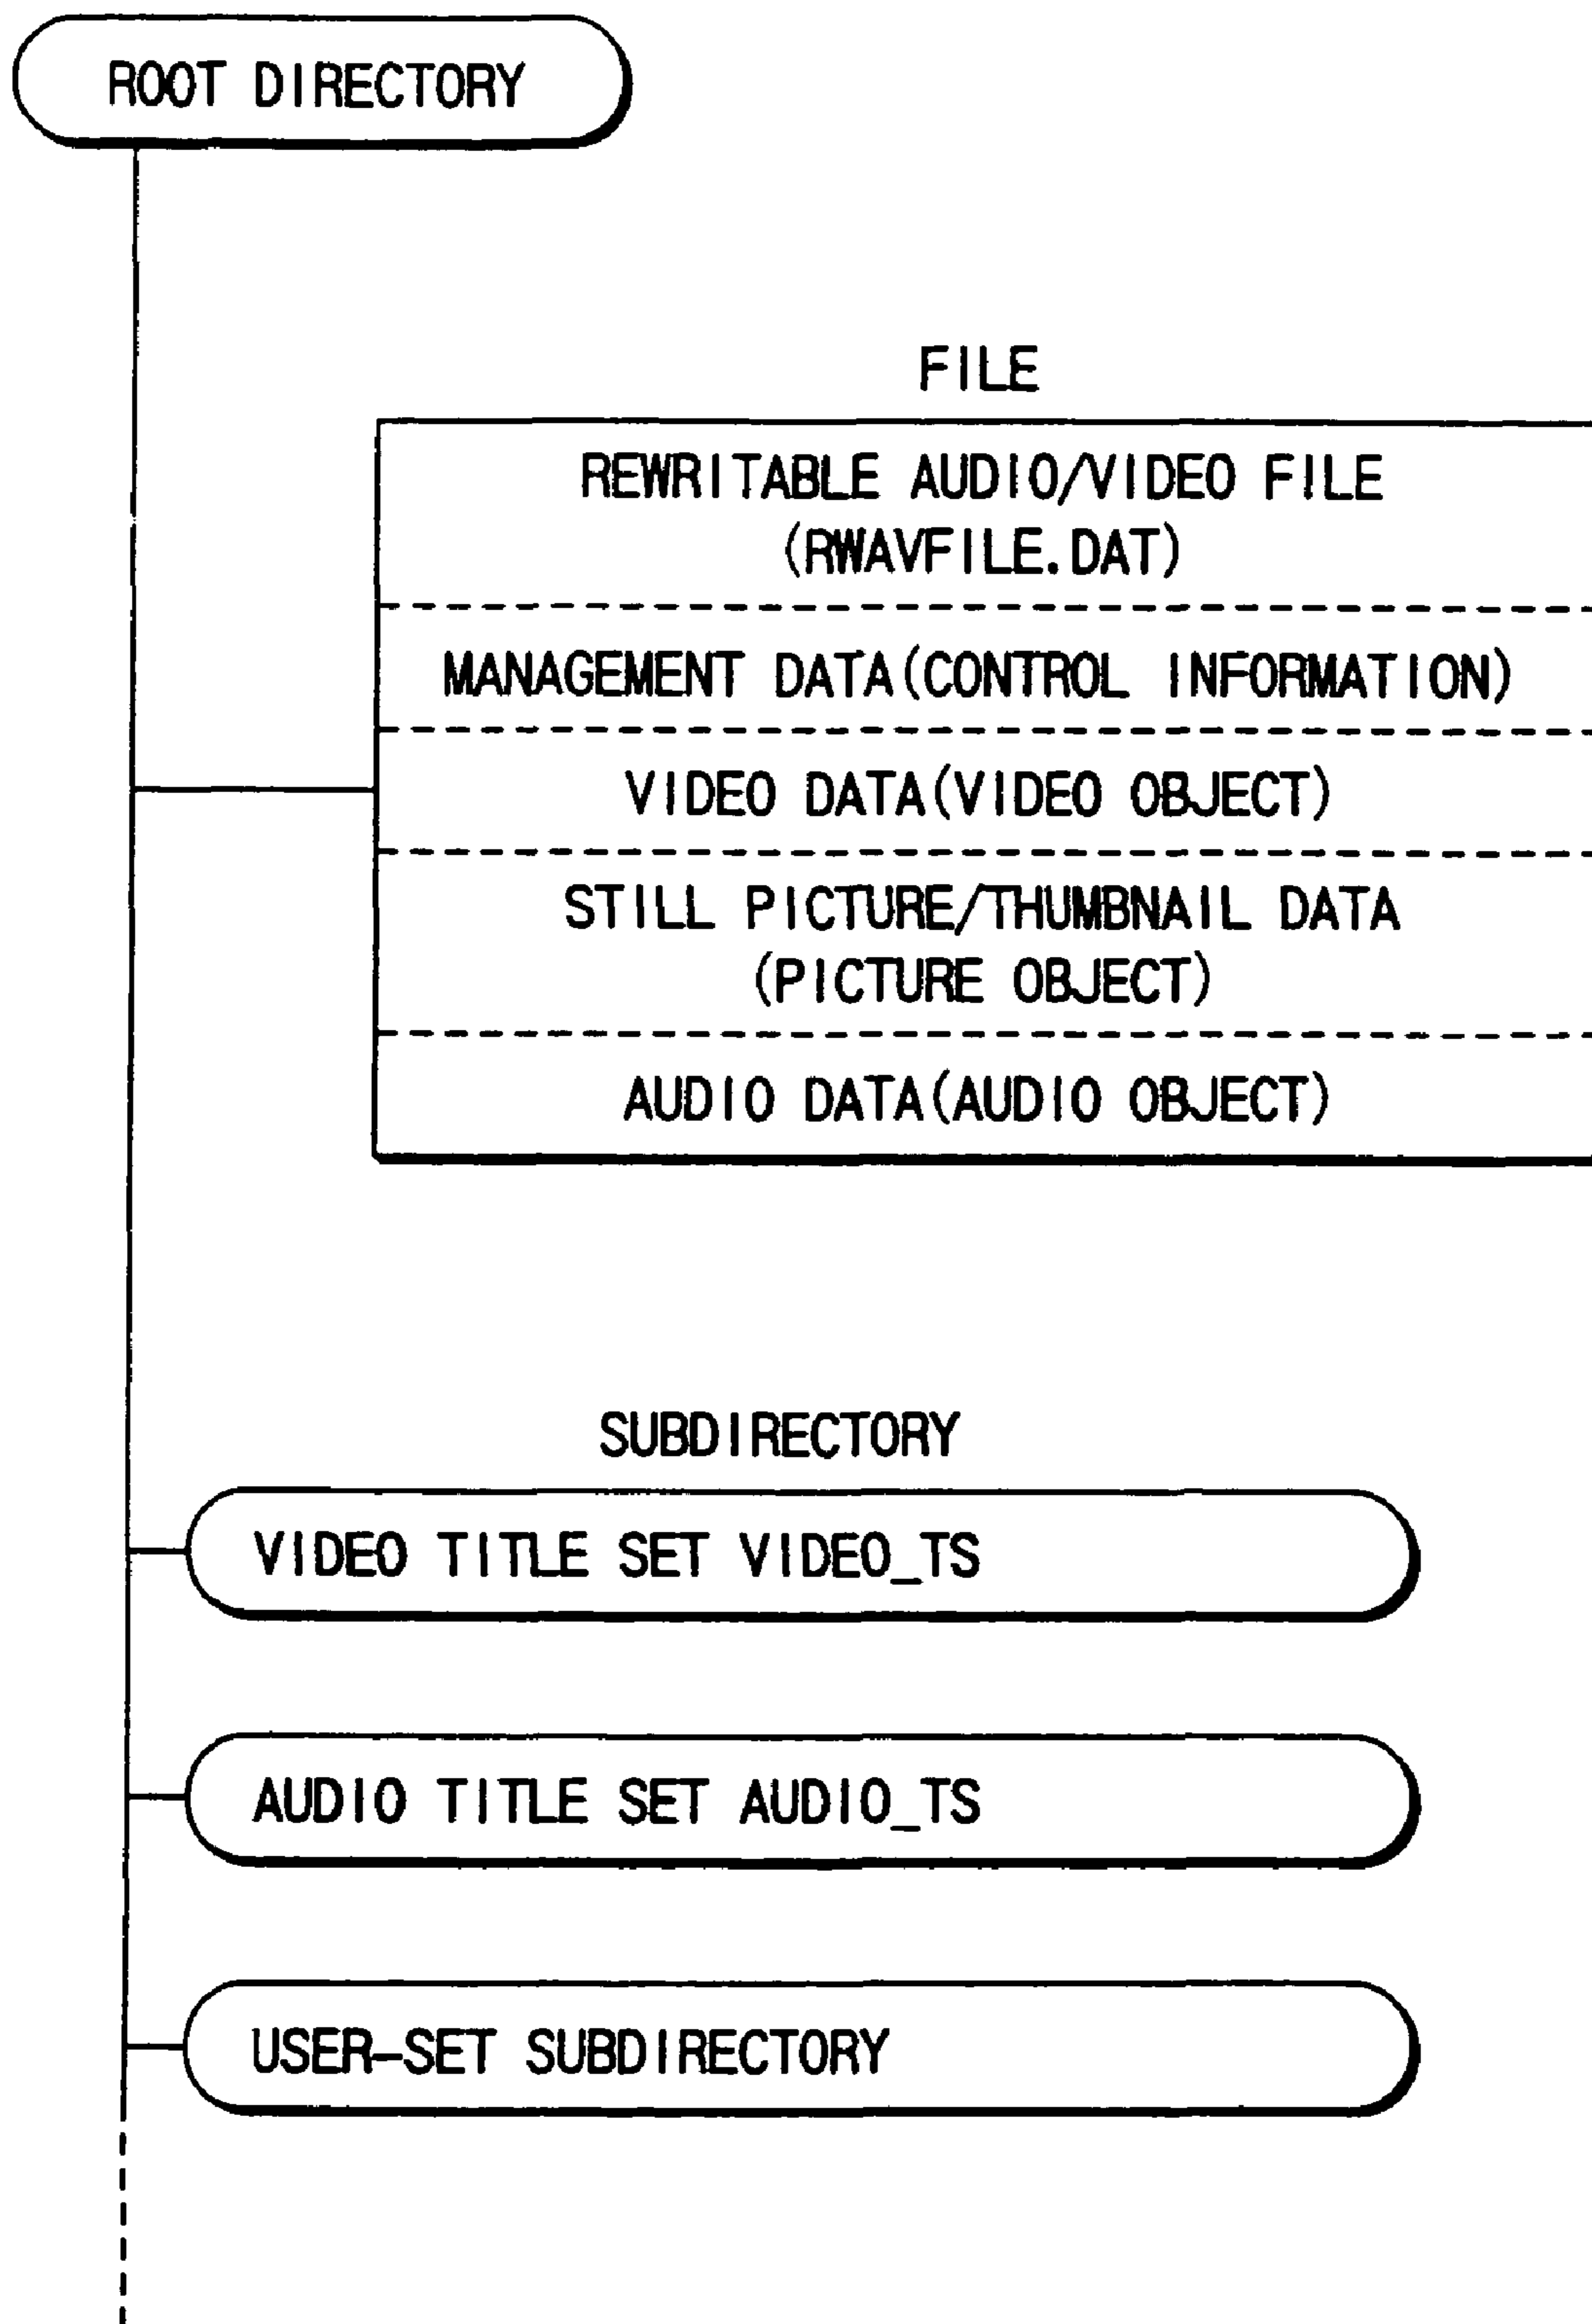 ROOT DIRECTORY
FILE
REWRITABLE AUDIO/VIDEO FILE
(RWAVFILE.DAT)
MANAGEMENT DATA(CONTROL INFORMATION)
VIDEO DATA(VIDEO OBJECT)
STILL PICTURE/THUMBNAIL DATA
(PICTURE OBJECT)
AUDIO DATA(AUDIO OBJECT)
SUBDIRECTORY
VIDEO TITLE SET VIDEO_TS
AUDIO TITLE SET AUDIO_TS
USER-SET SUBDIRECTORY